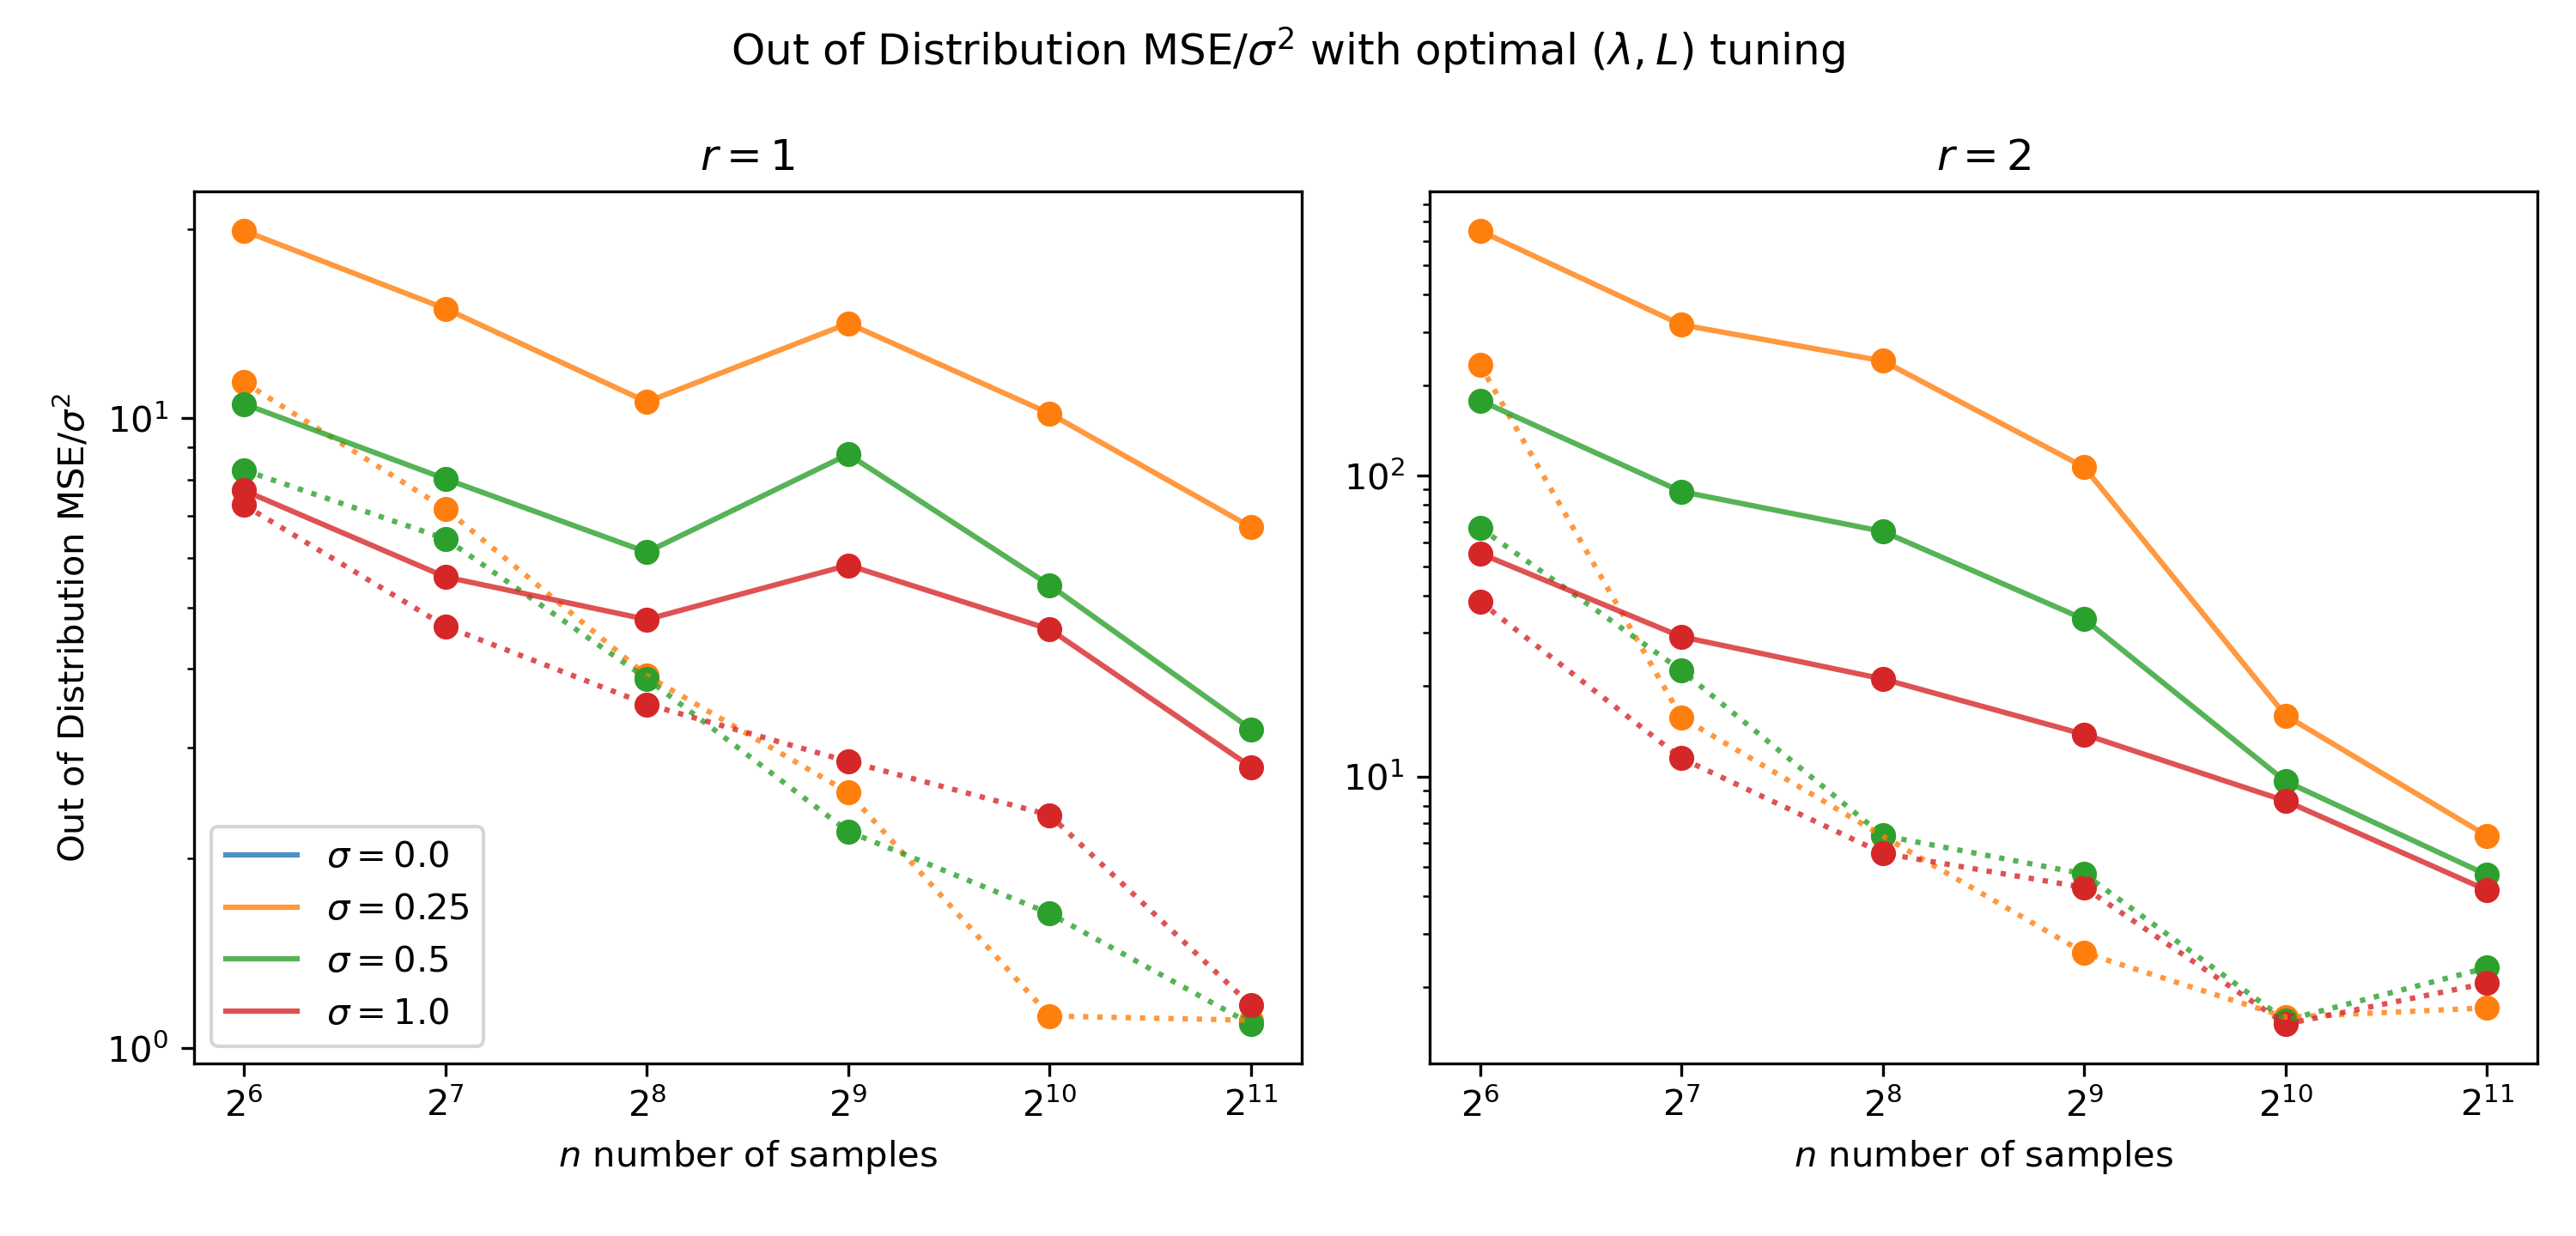 Out of Distribution MSE/σ² with optimal (λ, L) tuning
r = 1
r = 2
Out of Distribution MSE/σ²
10¹
10⁰
10²
10¹
σ = 0.0
σ = 0.25
σ = 0.5
σ = 1.0
2⁶ 2⁷ 2⁸ 2⁹ 2¹⁰ 2¹¹
2⁶ 2⁷ 2⁸ 2⁹ 2¹⁰ 2¹¹
n number of samples
n number of samples